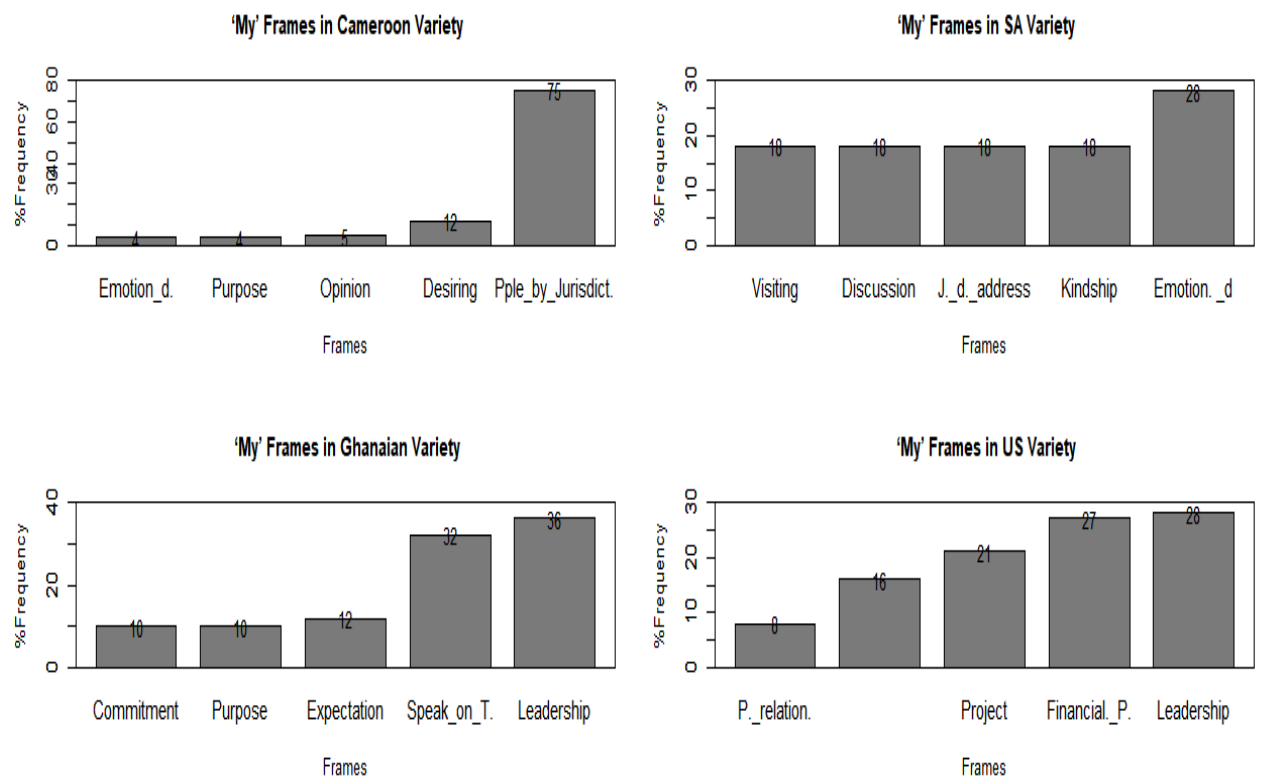 ‘My’ Frames in Cameroon Variety
%Frequency
80
60
40
30
0
4
4
5
12
75
Emotion_d.
Purpose
Opinion
Desiring
Pple_by_Jurisdict.
Frames
‘My’ Frames in SA Variety
%Frequency
30
20
10
0
18
18
18
18
28
Visiting
Discussion
J._d._address
Kindship
Emotion._d
Frames
‘My’ Frames in Ghanaian Variety
%Frequency
40
20
0
10
10
12
32
36
Commitment
Purpose
Expectation
Speak_on_T.
Leadership
Frames
‘My’ Frames in US Variety
%Frequency
30
20
10
0
8
16
21
27
28
P._relation.
Project
Financial._P.
Leadership
Frames